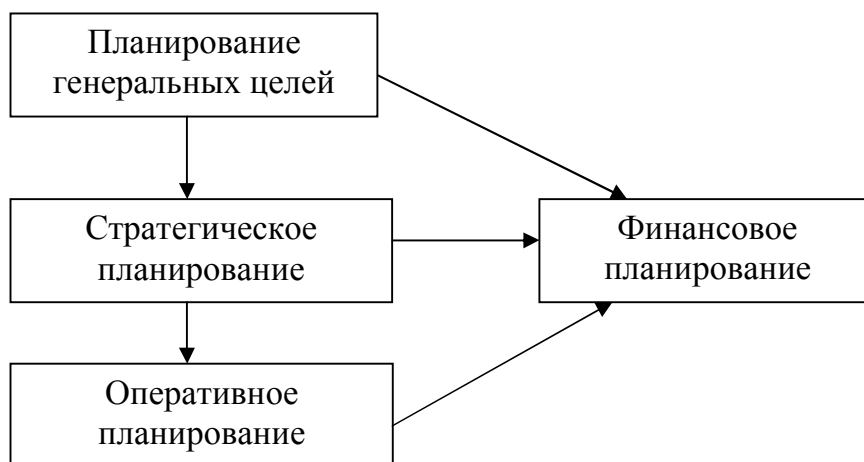 Планирование
генеральных целей
Стратегическое
планирование
Финансовое
планирование
Оперативное
планирование